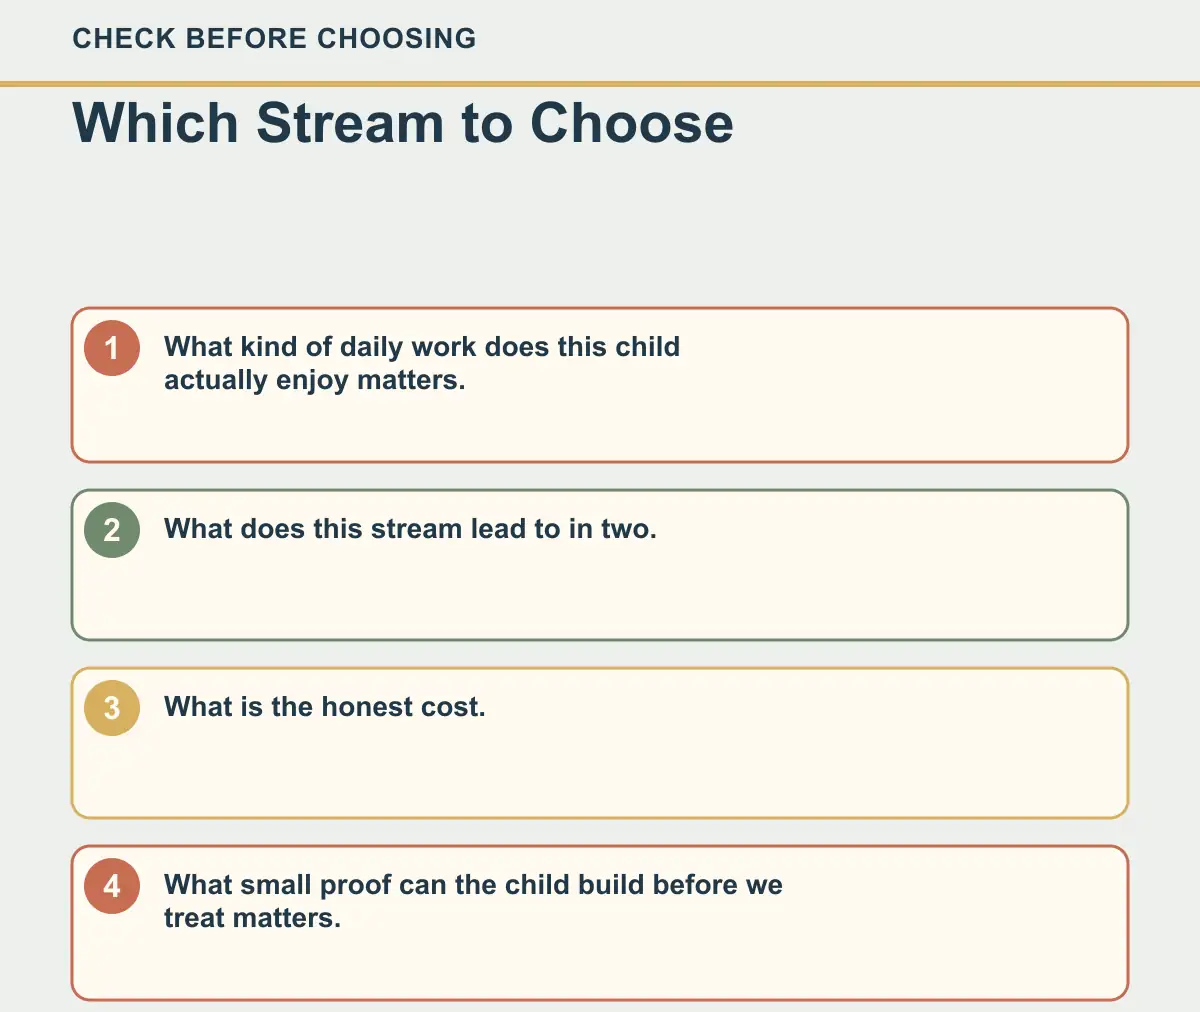 CHECK BEFORE CHOOSING
Which Stream to Choose
1
What kind of daily work does this child
actually enjoy matters.
2
What does this stream lead to in two.
3
What is the honest cost.
4
What small proof can the child build before we
treat matters.